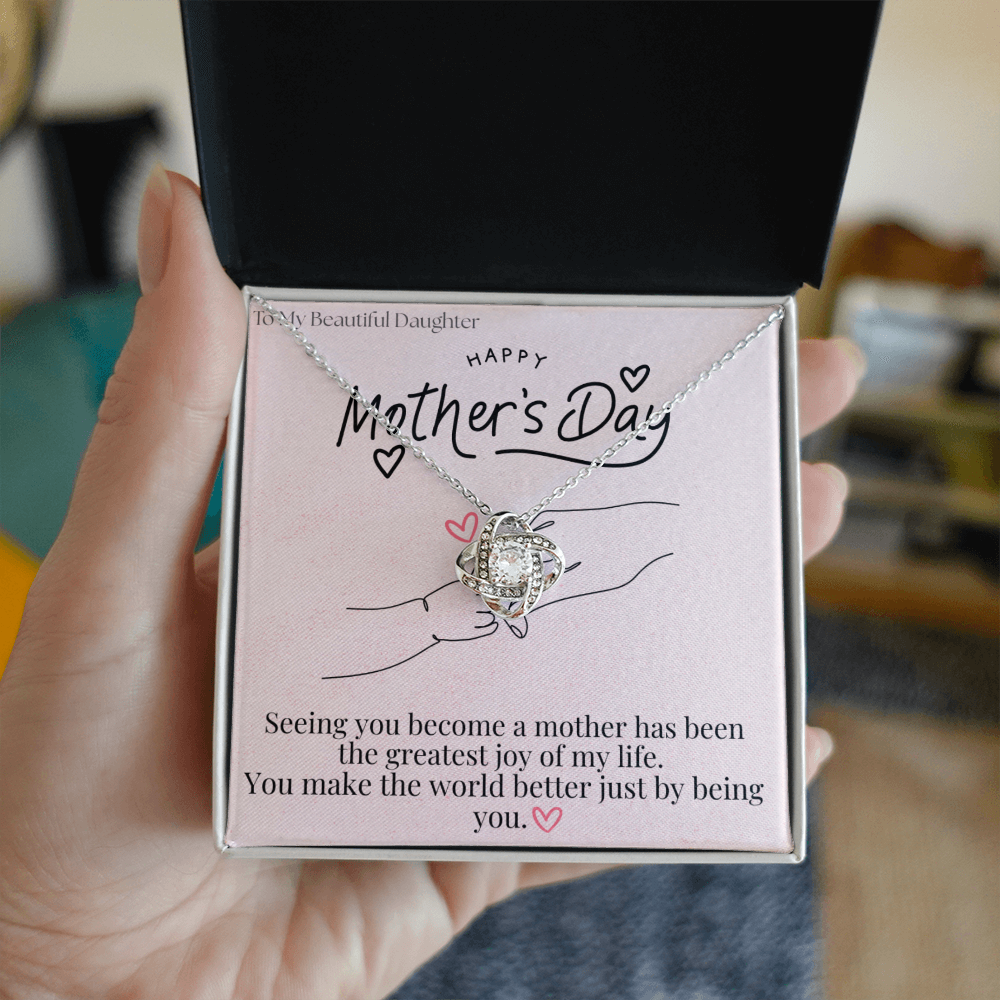 To My Beautiful Daughter
HAPPY
Mother's Day
Seeing you become a mother has been
the greatest joy of my life.
You make the world better just by being
you.